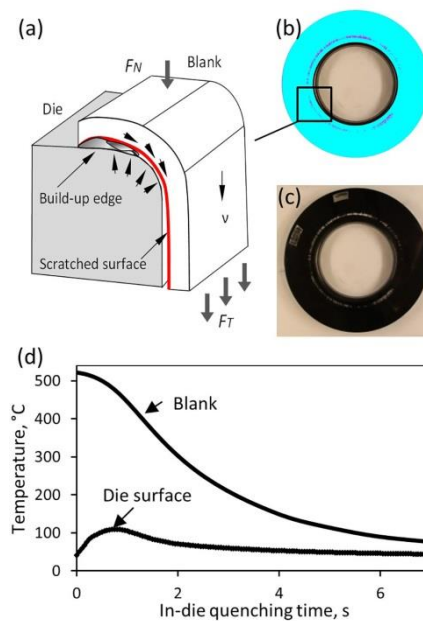 (a)
F_N
Blank
Die
Build-up edge
Scratched surface
ν
F_T
(b)
(c)
(d)
Temperature, °C
500
400
300
200
100
0
Blank
Die surface
0
2
4
6
In-die quenching time, s